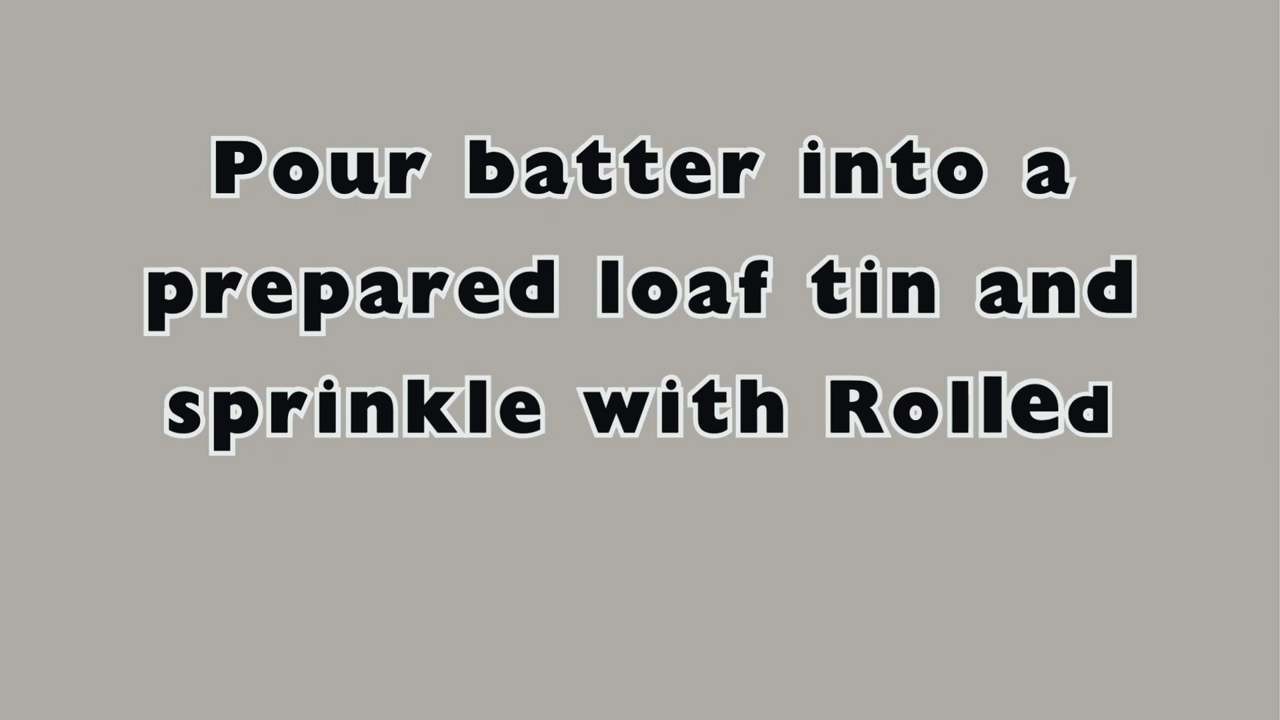 Pour batter into a
prepared loaf tin and
sprinkle with Rolled